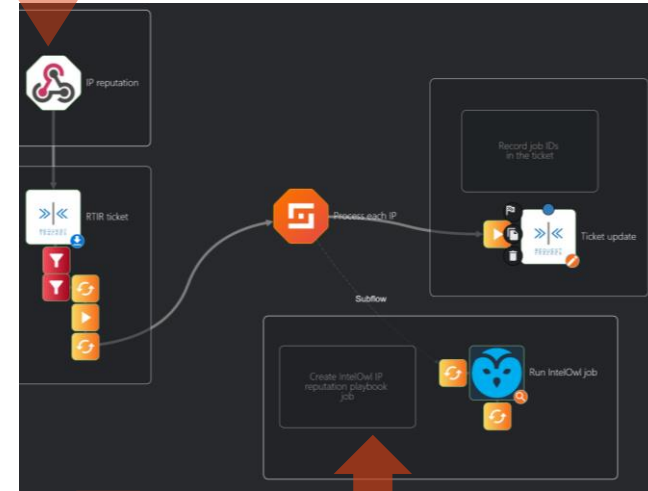 IP reputation
RTIR ticket
Process each IP
Record job IDs
in the ticket
Ticket update
Subflow
Create IntelOwl IP
reputation playbook
job
Run IntelOwl job